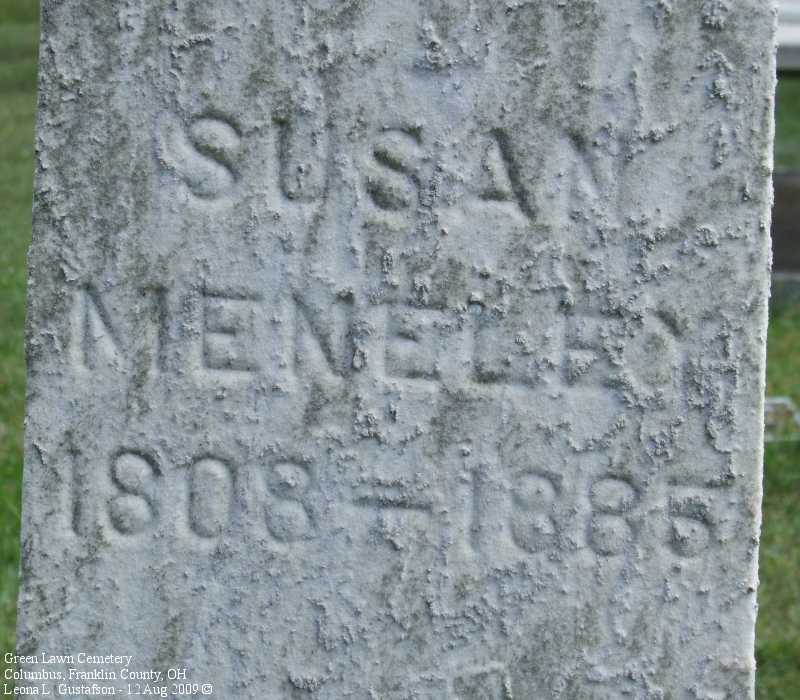 SUSAN
MENELEY
1808-1885
Green Lawn Cemetery
Columbus, Franklin County, OH
Leona L. Gustafson - 12 Aug 2009 ©